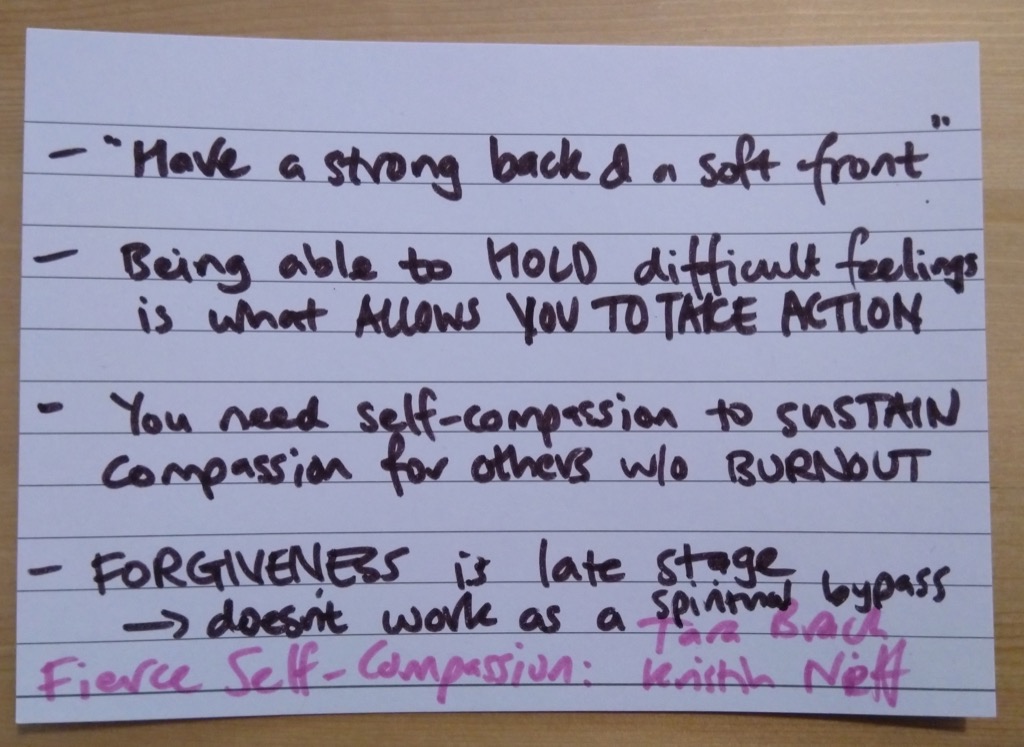 - "Have a strong back & a soft front"
- Being able to HOLD difficult feelings
is what ALLOWS YOU TO TAKE ACTION
- You need self-compassion to SUSTAIN
compassion for others w/o BURNOUT
- FORGIVENESS is late stage
→ doesn't work as a spiritual bypass
Tara Brach
Fierce Self-Compassion: Kristin Neff